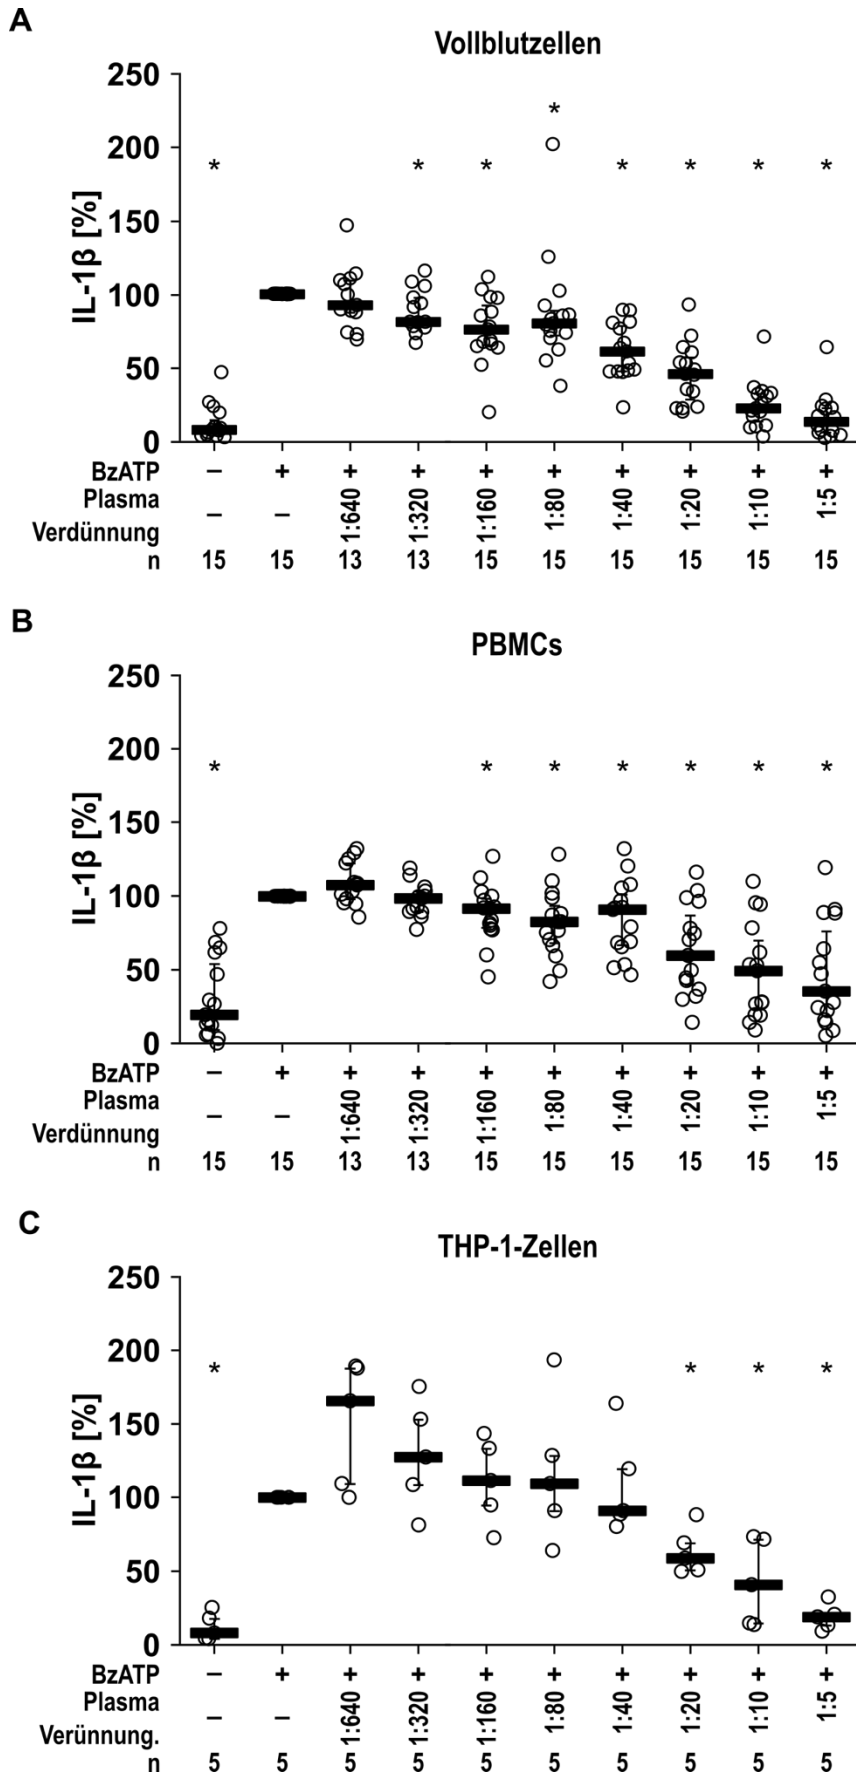 A
Vollblutzellen
250
200
150
100
50
0
IL-1β [%]
* * * * * * * *
BzATP – + + + + + + + + +
Plasma
Verdünnung – – 1:640 1:320 1:160 1:80 1:40 1:20 1:10 1:5
n 15 15 13 13 15 15 15 15 15 15
B
PBMCs
250
200
150
100
50
0
IL-1β [%]
* * * * * * *
BzATP – + + + + + + + + +
Plasma
Verdünnung – – 1:640 1:320 1:160 1:80 1:40 1:20 1:10 1:5
n 15 15 13 13 15 15 15 15 15 15
C
THP-1-Zellen
250
200
150
100
50
0
IL-1β [%]
* * * *
BzATP – + + + + + + + + +
Plasma
Verünnung. – – 1:640 1:320 1:160 1:80 1:40 1:20 1:10 1:5
n 5 5 5 5 5 5 5 5 5 5